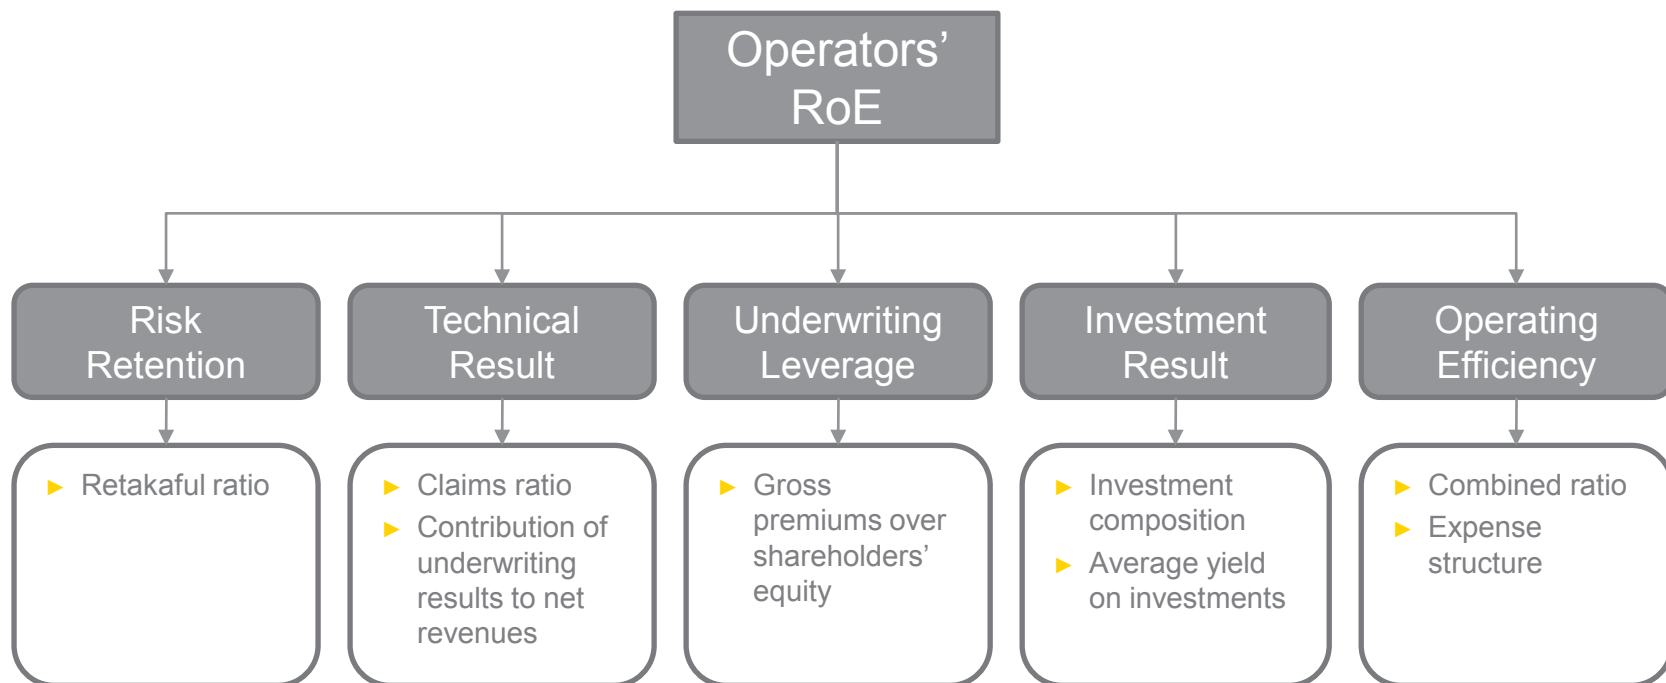 Operators’
RoE
Risk
Retention
Technical
Result
Underwriting
Leverage
Investment
Result
Operating
Efficiency
► Retakaful ratio
► Claims ratio
► Contribution of
underwriting
results to net
revenues
► Gross
premiums over
shareholders’
equity
► Investment
composition
► Average yield
on investments
► Combined ratio
► Expense
structure